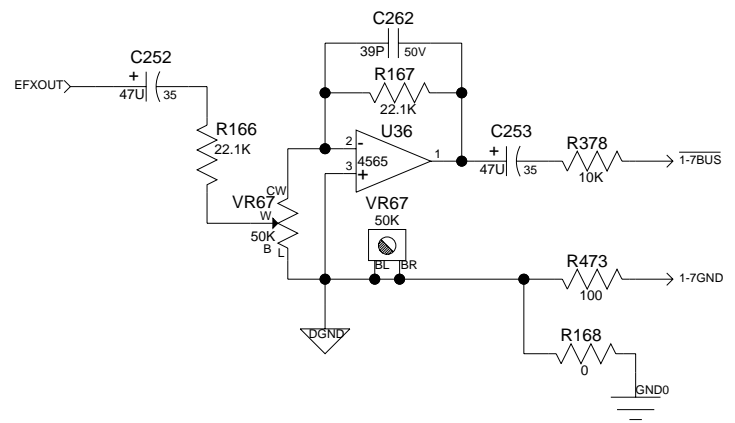 C262
39P 50V
R167
22.1K
C252
EFXOUT
+
47U 35
R166
22.1K
U36
2 -
3 +
4565
1
C253
+
47U 35
R378
10K
1-7BUS
CW
VR67
W
50K
B L
VR67
50K
BL BR
R473
100
1-7GND
DGND
R168
0
GND0